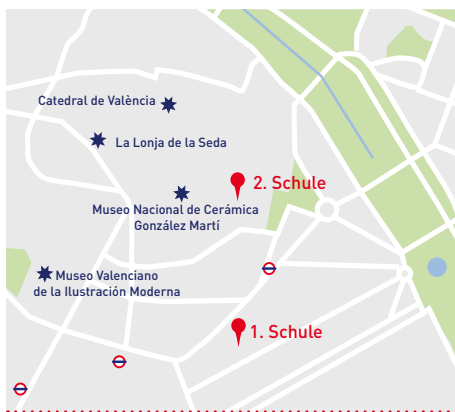 Catedral de València
La Lonja de la Seda
2. Schule
Museo Nacional de Cerámica
González Martí
Museo Valenciano
de la Ilustración Moderna
1. Schule